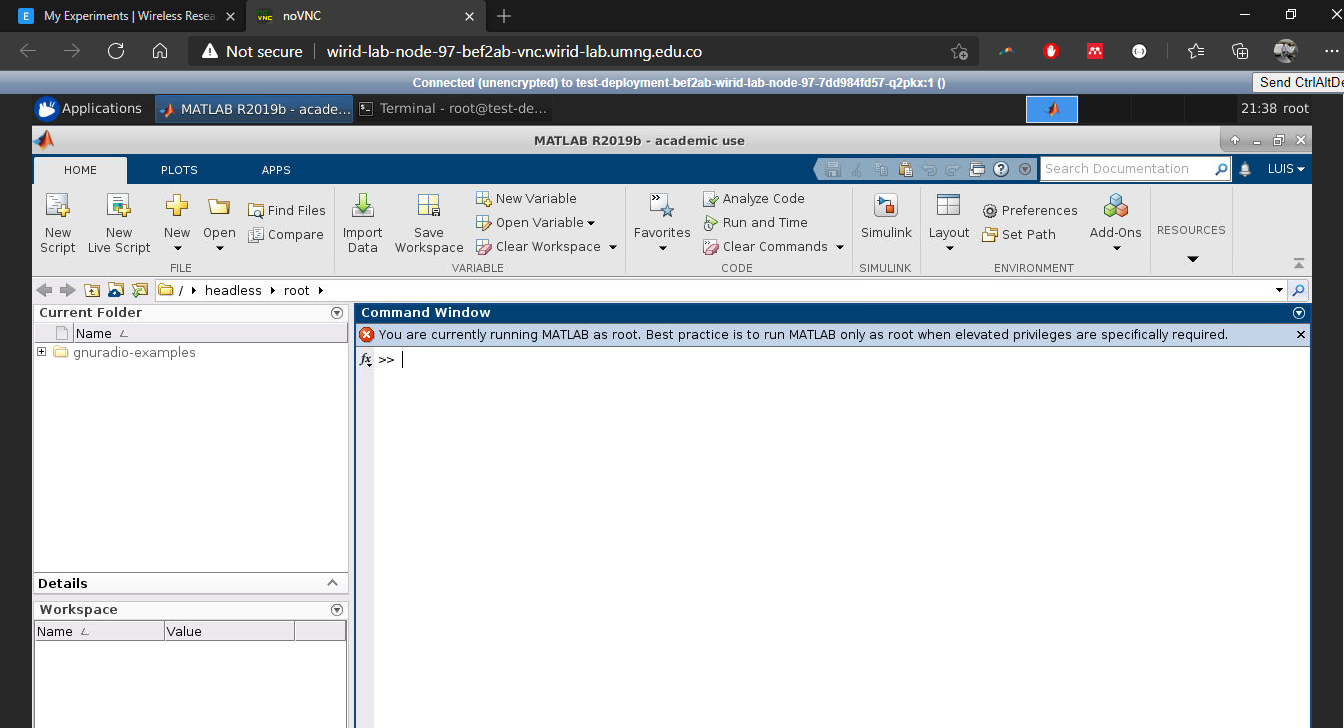 My Experiments | Wireless Resea
noVNC
Not secure
wirid-lab-node-97-bef2ab-vnc.wirid-lab.umng.edu.co
Connected (unencrypted) to test-deployment-bef2ab-wirid-lab-node-97-7dd984fd57-q2pkx:1 ()
Send CtrlAltDe
Applications
MATLAB R2019b - acade...
Terminal - root@test-de...
21:38 root
MATLAB R2019b - academic use
HOME PLOTS APPS
Search Documentation
LUIS
New Script
New Live Script
New
Open
Find Files
Compare
FILE
Import Data
Save Workspace
New Variable
Open Variable
Clear Workspace
VARIABLE
Favorites
Analyze Code
Run and Time
Clear Commands
CODE
Simulink
SIMULINK
Layout
Preferences
Set Path
Add-Ons
ENVIRONMENT
RESOURCES
/ headless root
Current Folder
Name
gnuradio-examples
Command Window
You are currently running MATLAB as root. Best practice is to run MATLAB only as root when elevated privileges are specifically required.
fx >>
Details
Workspace
Name Value